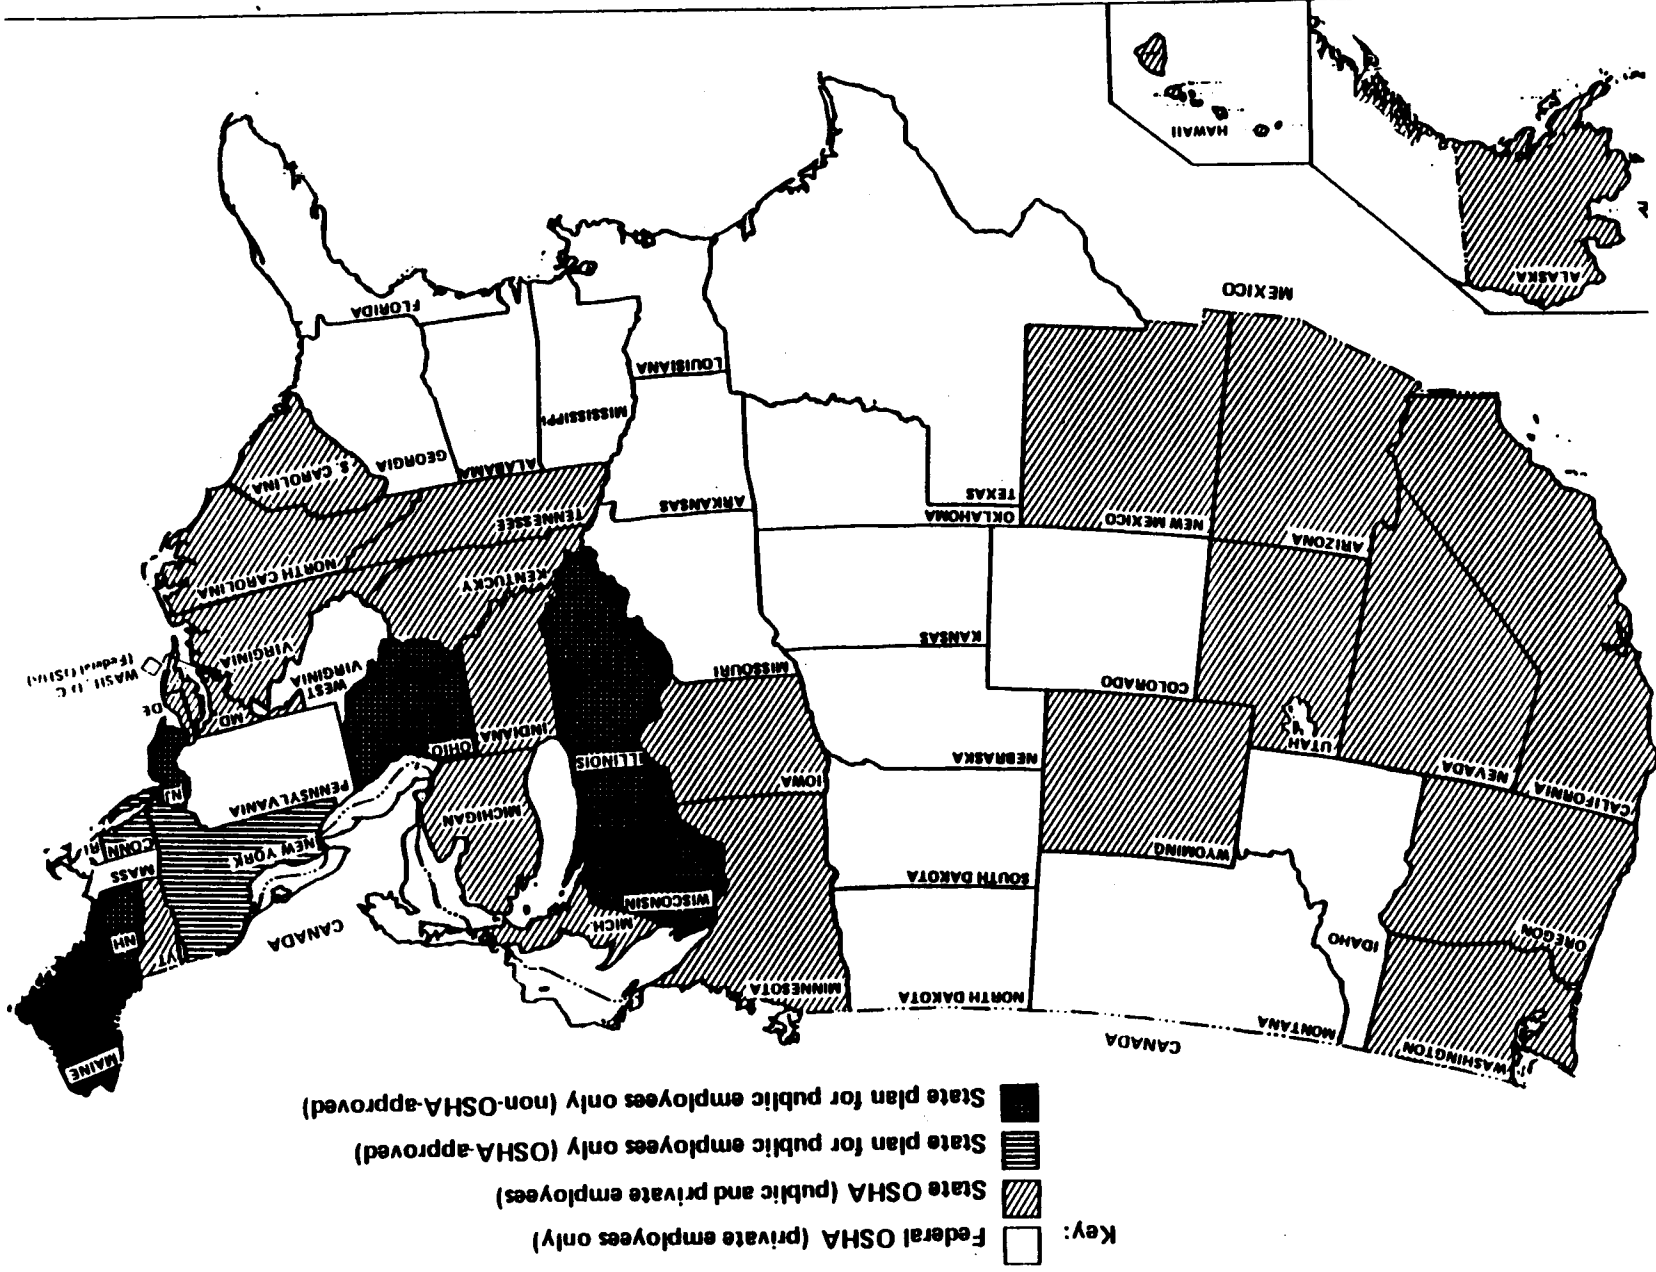 Key:
Federal OSHA (private employees only)
State OSHA (public and private employees)
State plan for public employees only (OSHA-approved)
State plan for public employees only (non-OSHA-approved)
WASHINGTON
MONTANA
CANADA
NORTH DAKOTA
MINNESOTA
MAINE
OREGON
IDAHO
SOUTH DAKOTA
WISCONSIN
MICH.
CANADA
VT
NH
WYOMING
MICHIGAN
NEW YORK
MASS
CONN
RI
CALIFORNIA
NEVADA
UTAH
NEBRASKA
IOWA
ILLINOIS
INDIANA
OHIO
PENNSYLVANIA
NJ
COLORADO
KANSAS
MISSOURI
WEST
VIRGINIA
VIRGINIA
MD
DE
WASH. D.C.
(Federal OSHA)
ARIZONA
NEW MEXICO
OKLAHOMA
TEXAS
ARKANSAS
KENTUCKY
TENNESSEE
NORTH CAROLINA
S. CAROLINA
MISSISSIPPI
ALABAMA
GEORGIA
LOUISIANA
FLORIDA
MEXICO
ALASKA
HAWAII